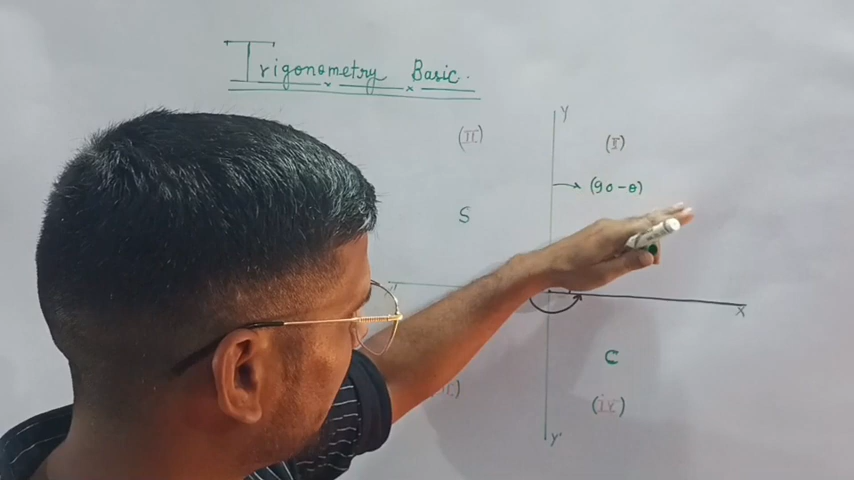 Trigonometry Basic.
Y
(II)
(I)
(90-θ)
S
X
C
(IV)
Y'